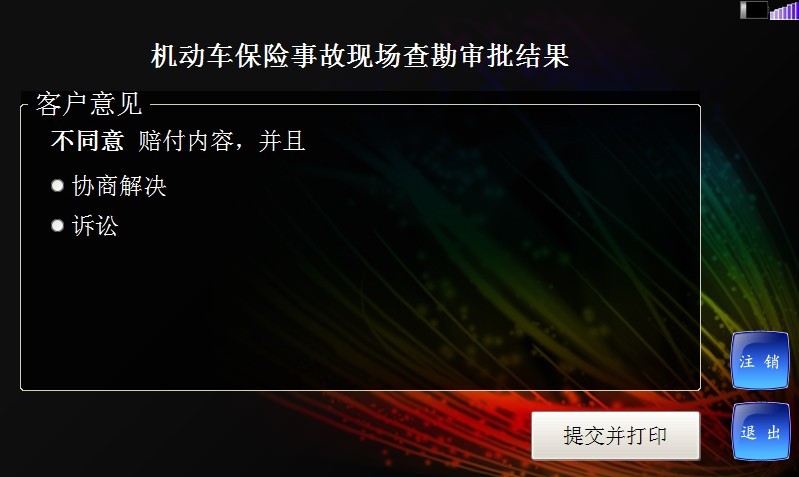 机动车保险事故现场查勘审批结果
客户意见
不同意 赔付内容，并且
协商解决
诉讼
注 销
退 出
提交并打印